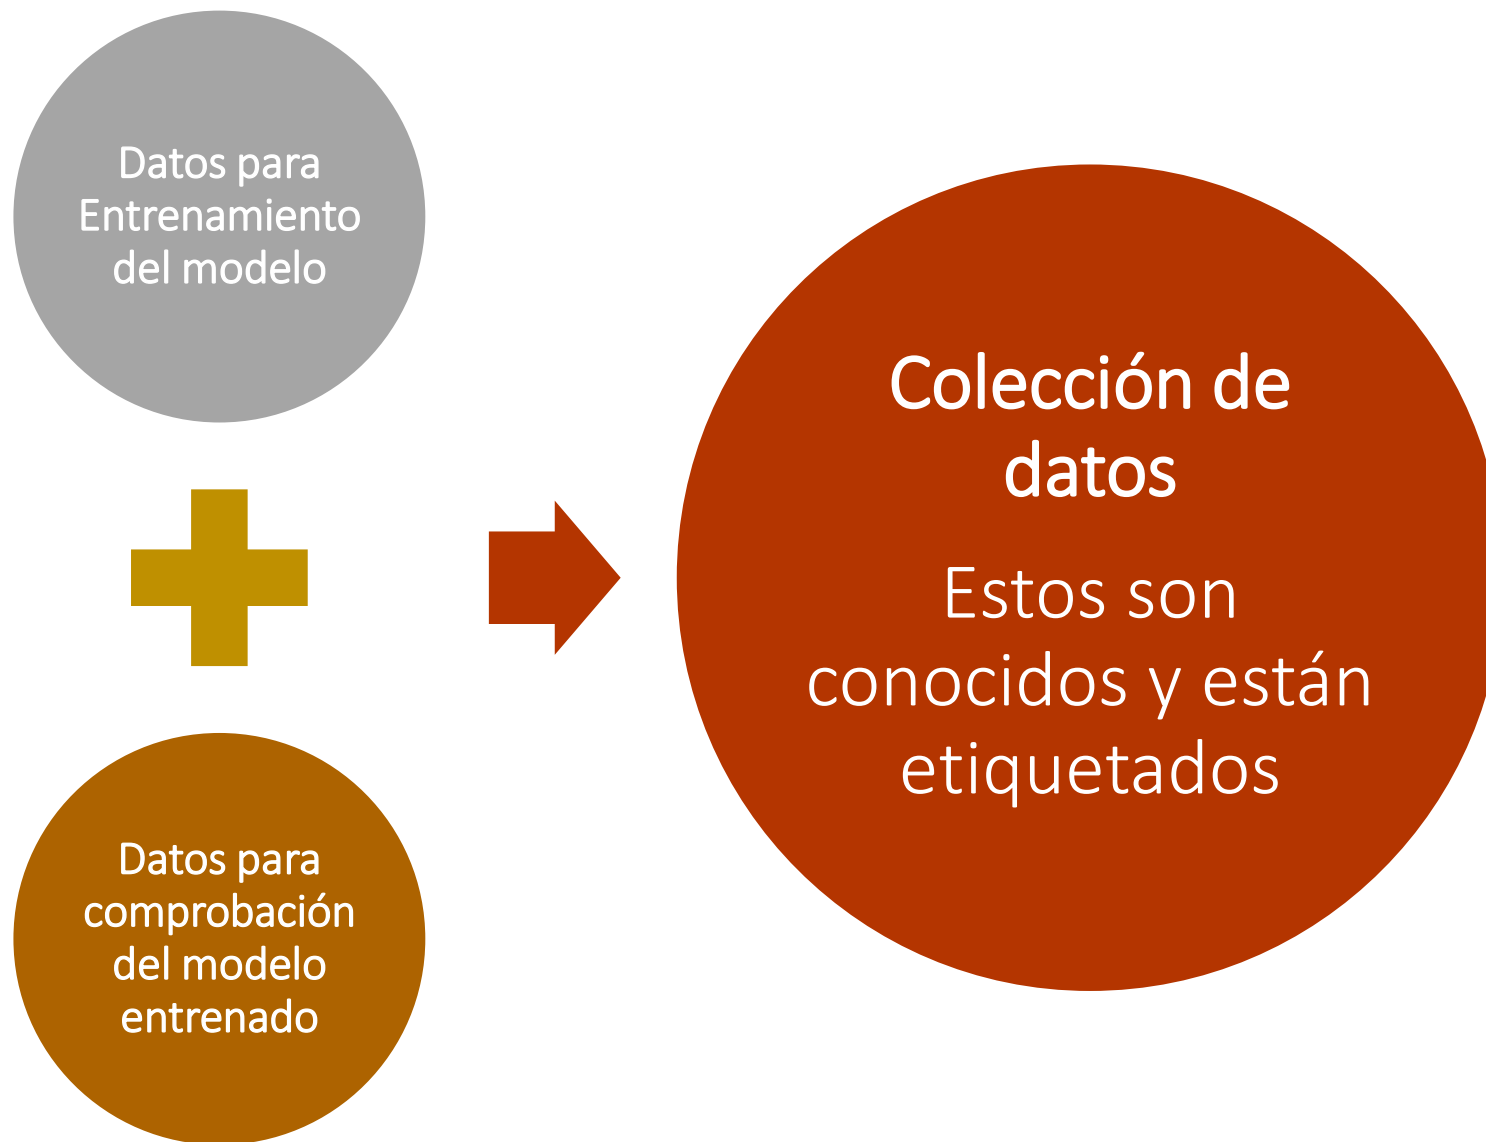 Datos para
Entrenamiento
del modelo
Datos para
comprobación
del modelo
entrenado
Colección de
datos
Estos son
conocidos y están
etiquetados